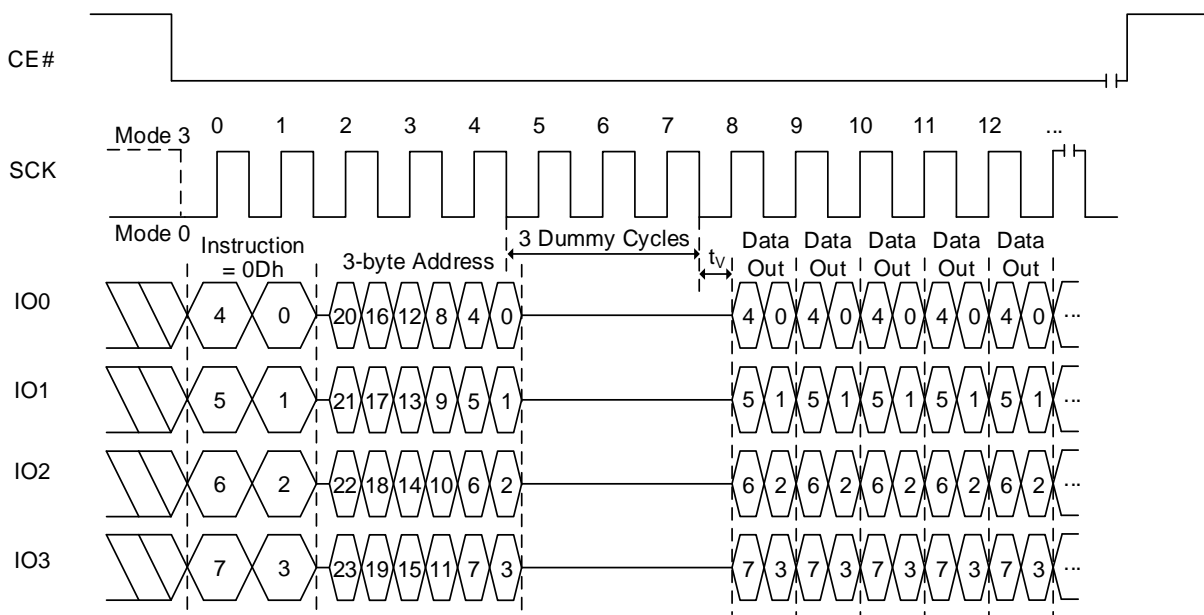 CE#
0 1 2 3 4 5 6 7 8 9 10 11 12 ...
Mode 3
SCK
Mode 0
Instruction
= 0Dh
3-byte Address
3 Dummy Cycles
tV
Data
Out
Data
Out
Data
Out
Data
Out
Data
Out
IO0
4 0 20 16 12 8 4 0 4 0 4 0 4 0 4 0 4 0 ...
IO1
5 1 21 17 13 9 5 1 5 1 5 1 5 1 5 1 5 1 ...
IO2
6 2 22 18 14 10 6 2 6 2 6 2 6 2 6 2 6 2 ...
IO3
7 3 23 19 15 11 7 3 7 3 7 3 7 3 7 3 7 3 ...